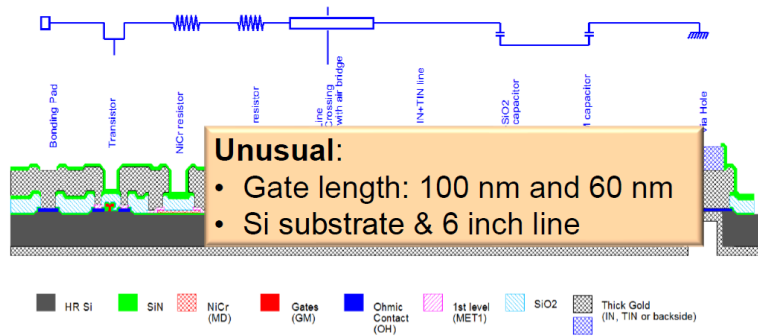 Bonding Pad
Transistor
NiCr resistor
resistor
Line
Crossing
with air bridge
IN+TIN line
SiO2
capacitor
M capacitor
via Hole
Unusual:
• Gate length: 100 nm and 60 nm
• Si substrate & 6 inch line
HR Si
SiN
NiCr
(MD)
Gates
(GM)
Ohmic
Contact
(OH)
1st level
(MET1)
SiO2
Thick Gold
(IN, TIN or backside)